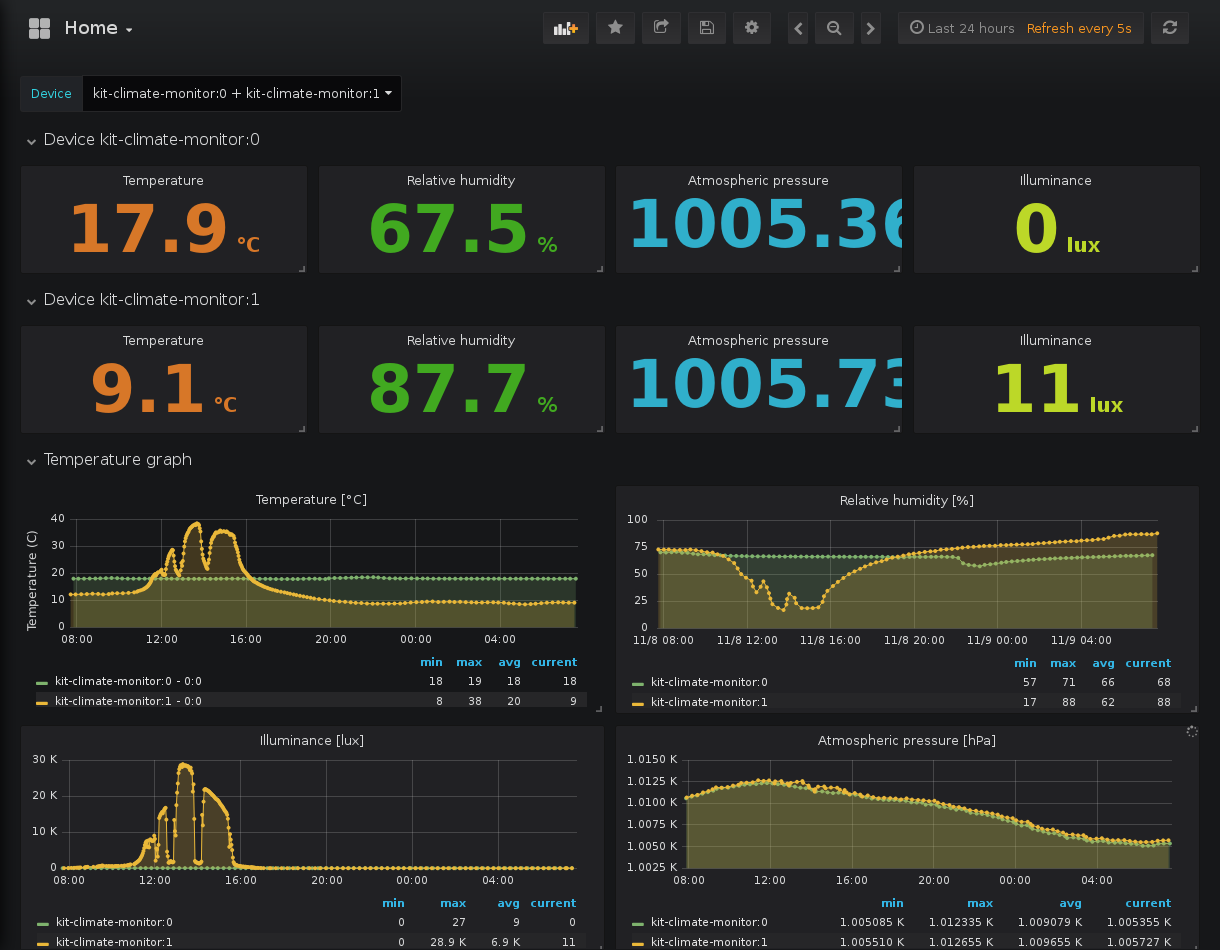 Home
Last 24 hours Refresh every 5s
Device kit-climate-monitor:0 + kit-climate-monitor:1
Device kit-climate-monitor:0
Temperature Relative humidity Atmospheric pressure Illuminance
17.9 °C 67.5 % 1005.36 0 lux
Device kit-climate-monitor:1
Temperature Relative humidity Atmospheric pressure Illuminance
9.1 °C 87.7 % 1005.73 11 lux
Temperature graph
Temperature [°C]
Temperature (C)
40
30
20
10
0
08:00 12:00 16:00 20:00 00:00 04:00
min max avg current
kit-climate-monitor:0 - 0:0 18 19 18 18
kit-climate-monitor:1 - 0:0 8 38 20 9
Relative humidity [%]
100
75
50
25
0
11/8 08:00 11/8 12:00 11/8 16:00 11/8 20:00 11/9 00:00 11/9 04:00
min max avg current
kit-climate-monitor:0 57 71 66 68
kit-climate-monitor:1 17 88 62 88
Illuminance [lux]
30 K
20 K
10 K
0
08:00 12:00 16:00 20:00 00:00 04:00
min max avg current
kit-climate-monitor:0 0 27 9 0
kit-climate-monitor:1 0 28.9 K 6.9 K 11
Atmospheric pressure [hPa]
1.0150 K
1.0125 K
1.0100 K
1.0075 K
1.0050 K
1.0025 K
08:00 12:00 16:00 20:00 00:00 04:00
min max avg current
kit-climate-monitor:0 1.005085 K 1.012335 K 1.009079 K 1.005355 K
kit-climate-monitor:1 1.005510 K 1.012655 K 1.009655 K 1.005727 K